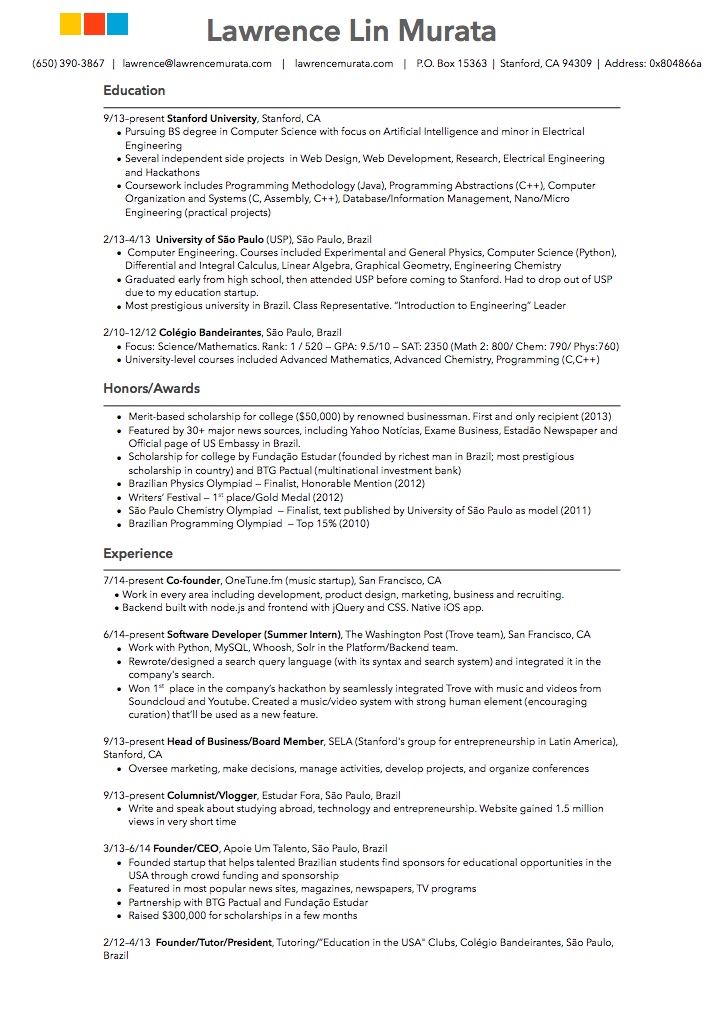 Lawrence Lin Murata
(650) 390-3867 | lawrence@lawrencemurata.com | lawrencemurata.com | P.O. Box 15363 | Stanford, CA 94309 | Address: 0x804866a
Education
9/13–present Stanford University, Stanford, CA
• Pursuing BS degree in Computer Science with focus on Artificial Intelligence and minor in Electrical
Engineering
• Several independent side projects in Web Design, Web Development, Research, Electrical Engineering
and Hackathons
• Coursework includes Programming Methodology (Java), Programming Abstractions (C++), Computer
Organization and Systems (C, Assembly, C++), Database/Information Management, Nano/Micro
Engineering (practical projects)
2/13–4/13 University of São Paulo (USP), São Paulo, Brazil
• Computer Engineering. Courses included Experimental and General Physics, Computer Science (Python),
Differential and Integral Calculus, Linear Algebra, Graphical Geometry, Engineering Chemistry
• Graduated early from high school, then attended USP before coming to Stanford. Had to drop out of USP
due to my education startup.
• Most prestigious university in Brazil. Class Representative. “Introduction to Engineering” Leader
2/10–12/12 Colégio Bandeirantes, São Paulo, Brazil
• Focus: Science/Mathematics. Rank: 1 / 520 – GPA: 9.5/10 – SAT: 2350 (Math 2: 800/ Chem: 790/ Phys:760)
• University-level courses included Advanced Mathematics, Advanced Chemistry, Programming (C,C++)
Honors/Awards
• Merit-based scholarship for college ($50,000) by renowned businessman. First and only recipient (2013)
• Featured by 30+ major news sources, including Yahoo Notícias, Exame Business, Estadão Newspaper and
Official page of US Embassy in Brazil.
• Scholarship for college by Fundação Estudar (founded by richest man in Brazil; most prestigious
scholarship in country) and BTG Pactual (multinational investment bank)
• Brazilian Physics Olympiad – Finalist, Honorable Mention (2012)
• Writers’ Festival – 1st place/Gold Medal (2012)
• São Paulo Chemistry Olympiad – Finalist, text published by University of São Paulo as model (2011)
• Brazilian Programming Olympiad – Top 15% (2010)
Experience
7/14-present Co-founder, OneTune.fm (music startup), San Francisco, CA
• Work in every area including development, product design, marketing, business and recruiting.
• Backend built with node.js and frontend with jQuery and CSS. Native iOS app.
6/14–present Software Developer (Summer Intern), The Washington Post (Trove team), San Francisco, CA
• Work with Python, MySQL, Whoosh, Solr in the Platform/Backend team.
• Rewrote/designed a search query language (with its syntax and search system) and integrated it in the
company's search.
• Won 1st place in the company’s hackathon by seamlessly integrated Trove with music and videos from
Soundcloud and Youtube. Created a music/video system with strong human element (encouraging
curation) that’ll be used as a new feature.
9/13–present Head of Business/Board Member, SELA (Stanford's group for entrepreneurship in Latin America),
Stanford, CA
• Oversee marketing, make decisions, manage activities, develop projects, and organize conferences
9/13–present Columnist/Vlogger, Estudar Fora, São Paulo, Brazil
• Write and speak about studying abroad, technology and entrepreneurship. Website gained 1.5 million
views in very short time
3/13–6/14 Founder/CEO, Apoie Um Talento, São Paulo, Brazil
• Founded startup that helps talented Brazilian students find sponsors for educational opportunities in the
USA through crowd funding and sponsorship
• Featured in most popular news sites, magazines, newspapers, TV programs
• Partnership with BTG Pactual and Fundação Estudar
• Raised $300,000 for scholarships in a few months
2/12–4/13 Founder/Tutor/President, Tutoring/“Education in the USA” Clubs, Colégio Bandeirantes, São Paulo,
Brazil